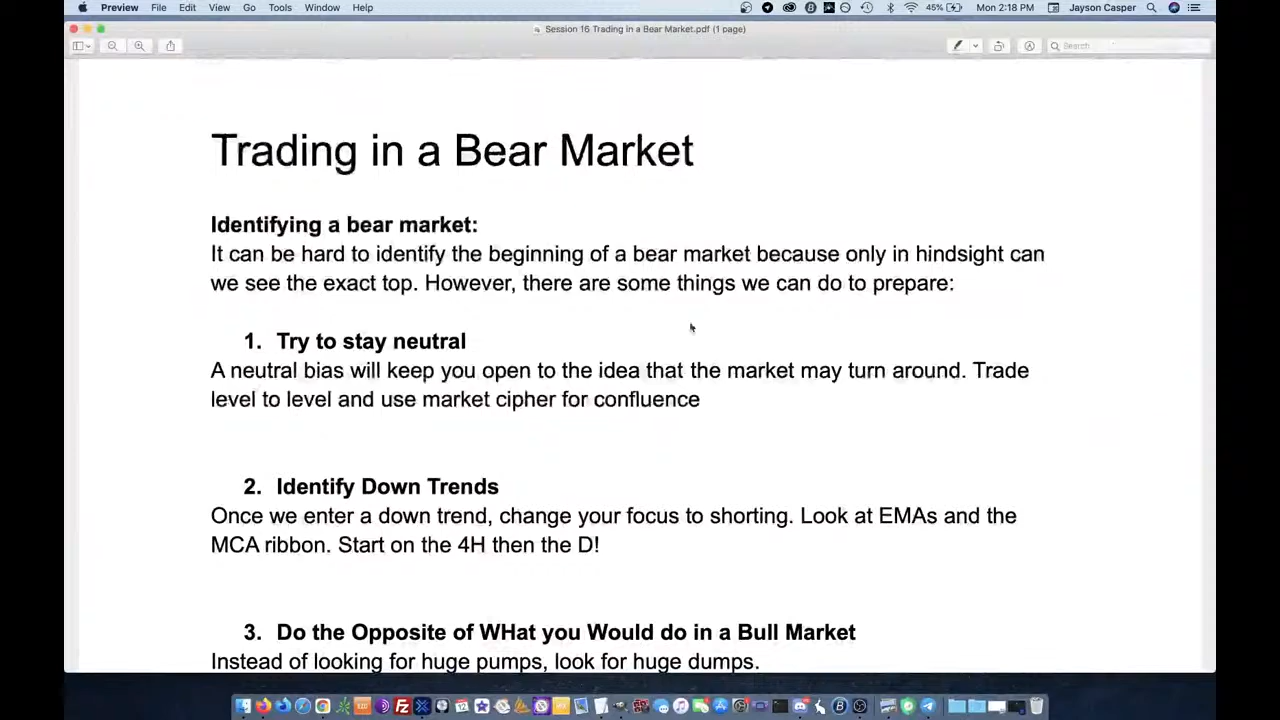 Preview File Edit View Go Tools Window Help 45% Mon 2:18 PM Jayson Casper
Session 16 Trading in a Bear Market.pdf (1 page)
Search
Trading in a Bear Market
Identifying a bear market:
It can be hard to identify the beginning of a bear market because only in hindsight can
we see the exact top. However, there are some things we can do to prepare:
1. Try to stay neutral
A neutral bias will keep you open to the idea that the market may turn around. Trade
level to level and use market cipher for confluence
2. Identify Down Trends
Once we enter a down trend, change your focus to shorting. Look at EMAs and the
MCA ribbon. Start on the 4H then the D!
3. Do the Opposite of WHat you Would do in a Bull Market
Instead of looking for huge pumps, look for huge dumps.